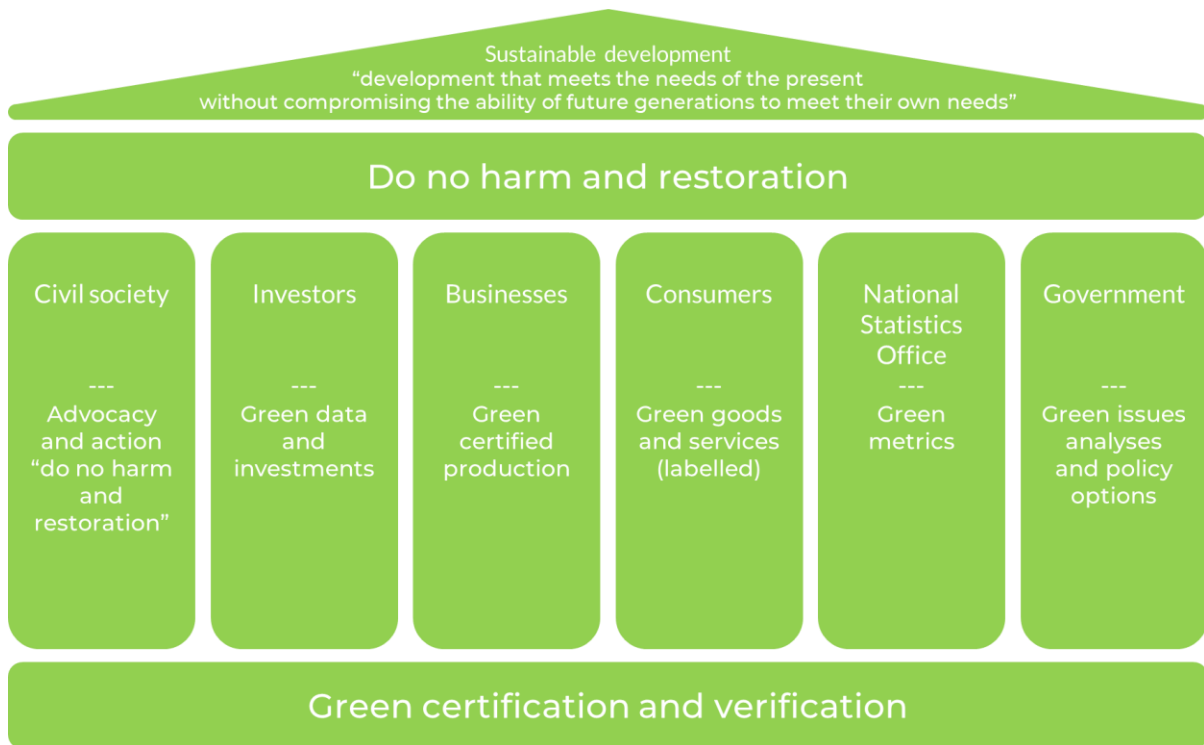 Sustainable development
“development that meets the needs of the present
without compromising the ability of future generations to meet their own needs”
Do no harm and restoration
Civil society
---
Advocacy
and action
“do no harm
and
restoration”
Investors
---
Green data
and
investments
Businesses
---
Green
certified
production
Consumers
---
Green goods
and services
(labelled)
National
Statistics
Office
---
Green
metrics
Government
---
Green issues
analyses
and policy
options
Green certification and verification